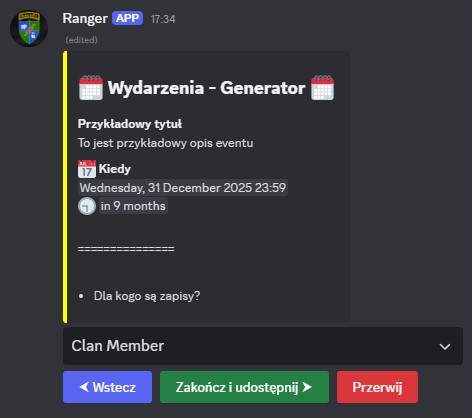 Ranger APP 17:34
(edited)
Wydarzenia - Generator
Przykładowy tytuł
To jest przykładowy opis eventu
Kiedy
Wednesday, 31 December 2025 23:59
in 9 months
===============
• Dla kogo są zapisy?
Clan Member
⮜ Wstecz Zakończ i udostępnij ⮞ Przerwij